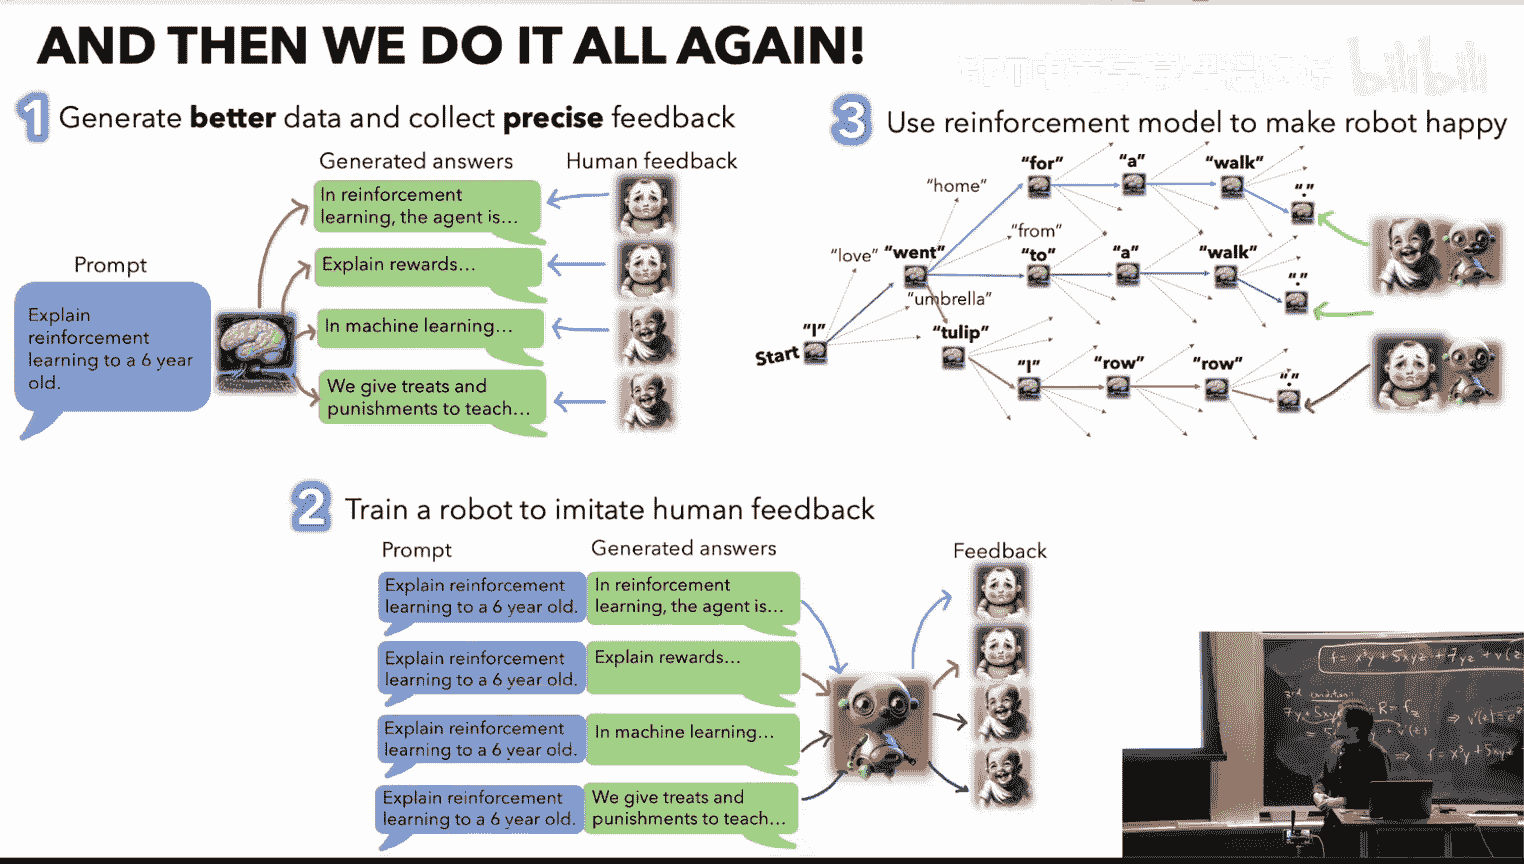 AND THEN WE DO IT ALL AGAIN!
bilibili
1 Generate better data and collect precise feedback
Generated answers
Human feedback
Prompt
Explain
reinforcement
learning to a 6 year
old.
In reinforcement
learning, the agent is...
Explain rewards...
In machine learning...
We give treats and
punishments to teach...
3 Use reinforcement model to make robot happy
"for" "a" "walk"
"home"
"."
"from"
"love" "went" "to" "a" "walk"
"."
"umbrella"
"I" "tulip"
Start
"I" "row" "row"
"."
2 Train a robot to imitate human feedback
Prompt
Generated answers
Feedback
Explain reinforcement
learning to a 6 year old.
In reinforcement
learning, the agent is...
Explain reinforcement
learning to a 6 year old.
Explain rewards...
Explain reinforcement
learning to a 6 year old.
In machine learning...
Explain reinforcement
learning to a 6 year old.
We give treats and
punishments to teach...